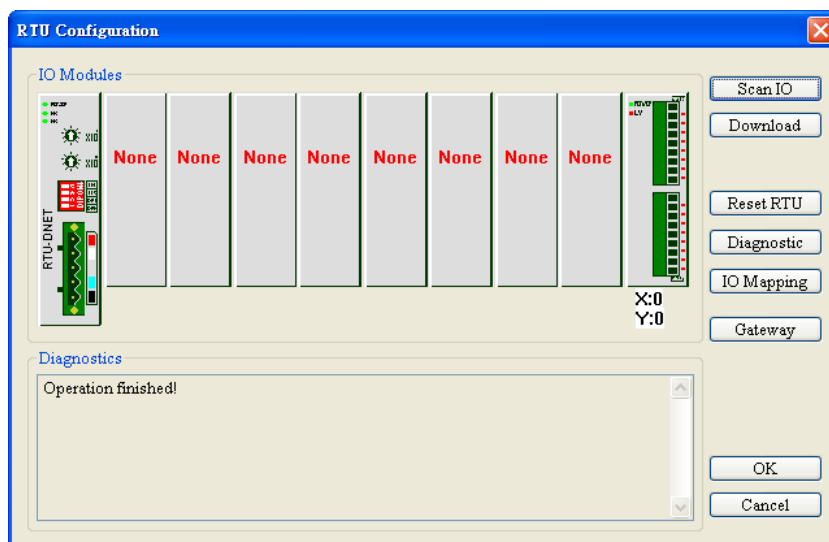 RTU Configuration
IO Modules
None None None None None None None None
RTU-DNET
X:0
Y:0
Scan IO
Download
Reset RTU
Diagnostic
IO Mapping
Gateway
Diagnostics
Operation finished!
OK
Cancel